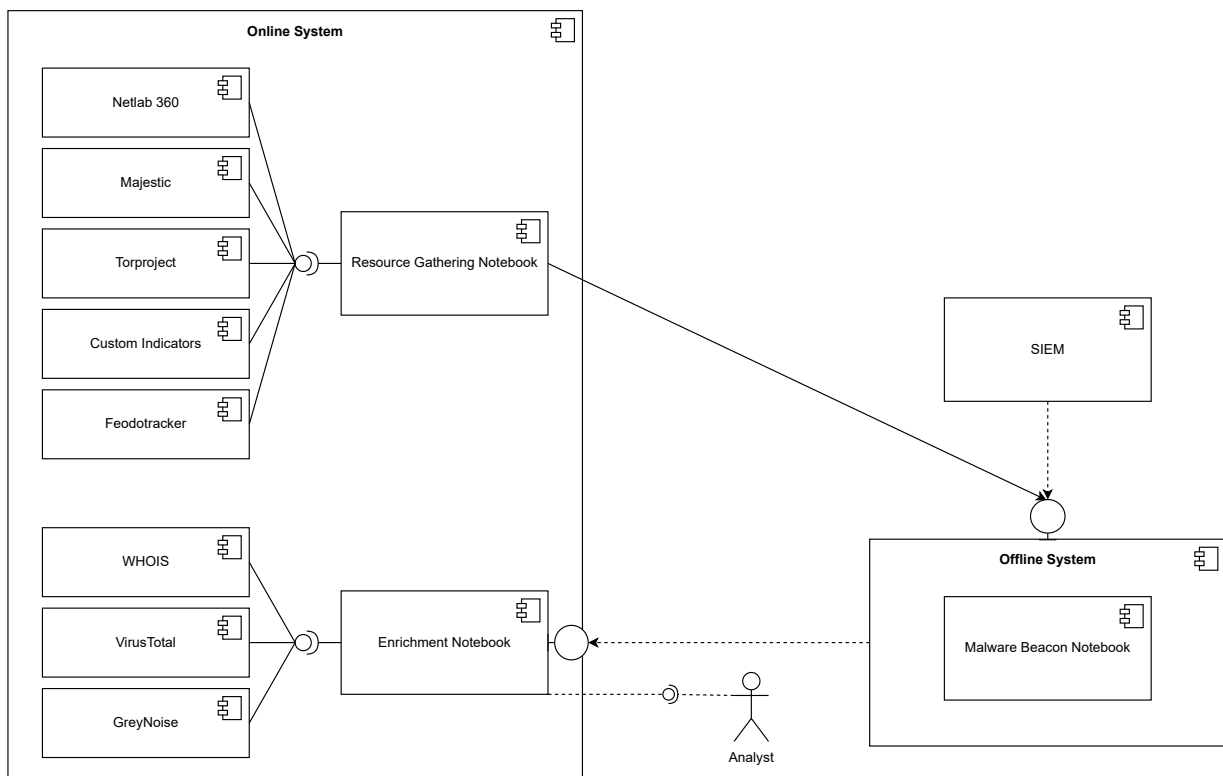 Online System
Netlab 360
Majestic
Torproject
Custom Indicators
Feodotracker
Resource Gathering Notebook
WHOIS
VirusTotal
GreyNoise
Enrichment Notebook
Analyst
SIEM
Offline System
Malware Beacon Notebook